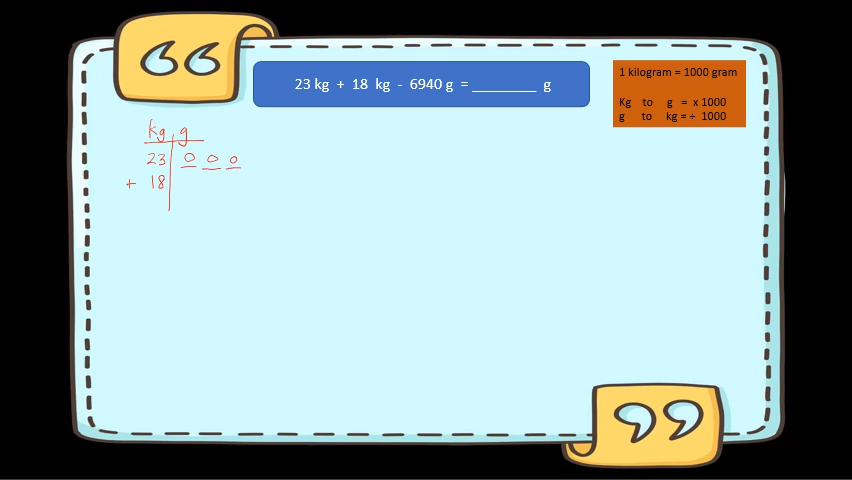 23 kg + 18 kg - 6940 g = ________ g
1 kilogram = 1000 gram
Kg to g = x 1000
g to kg = ÷ 1000
kg g
23 0 0 0
+ 18